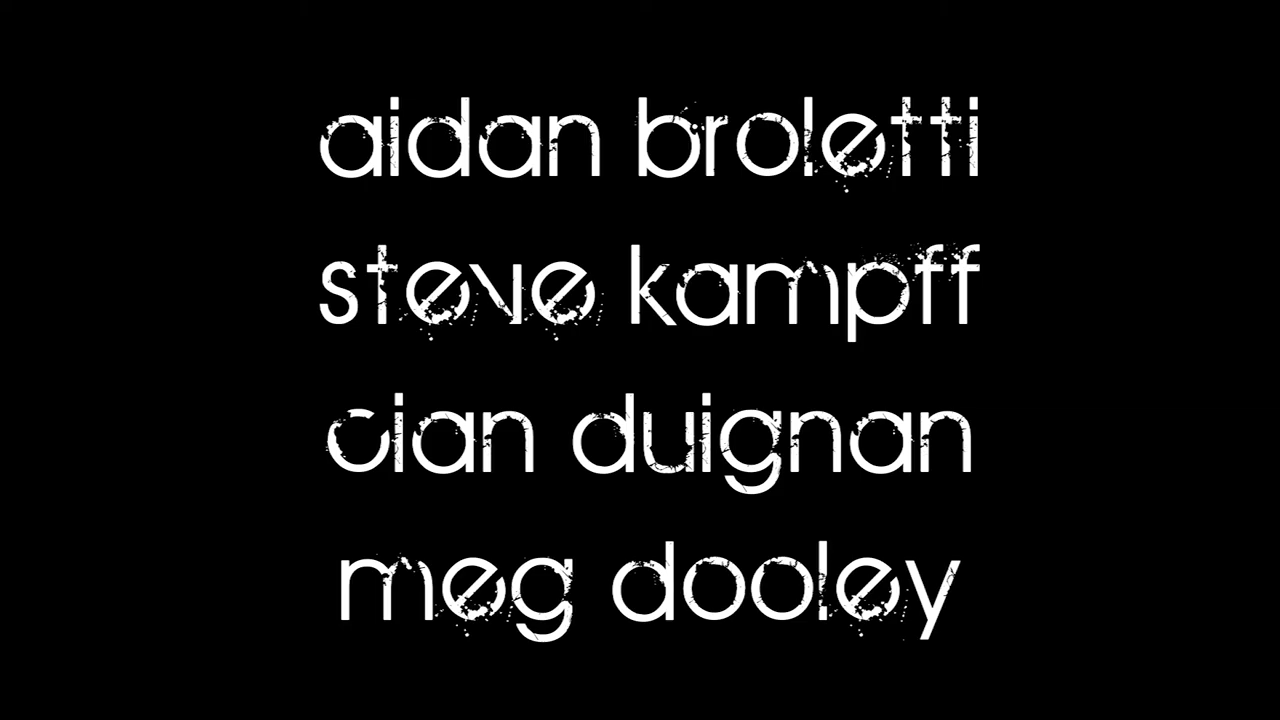 aidan broletti
steve kampff
cian duignan
meg dooley